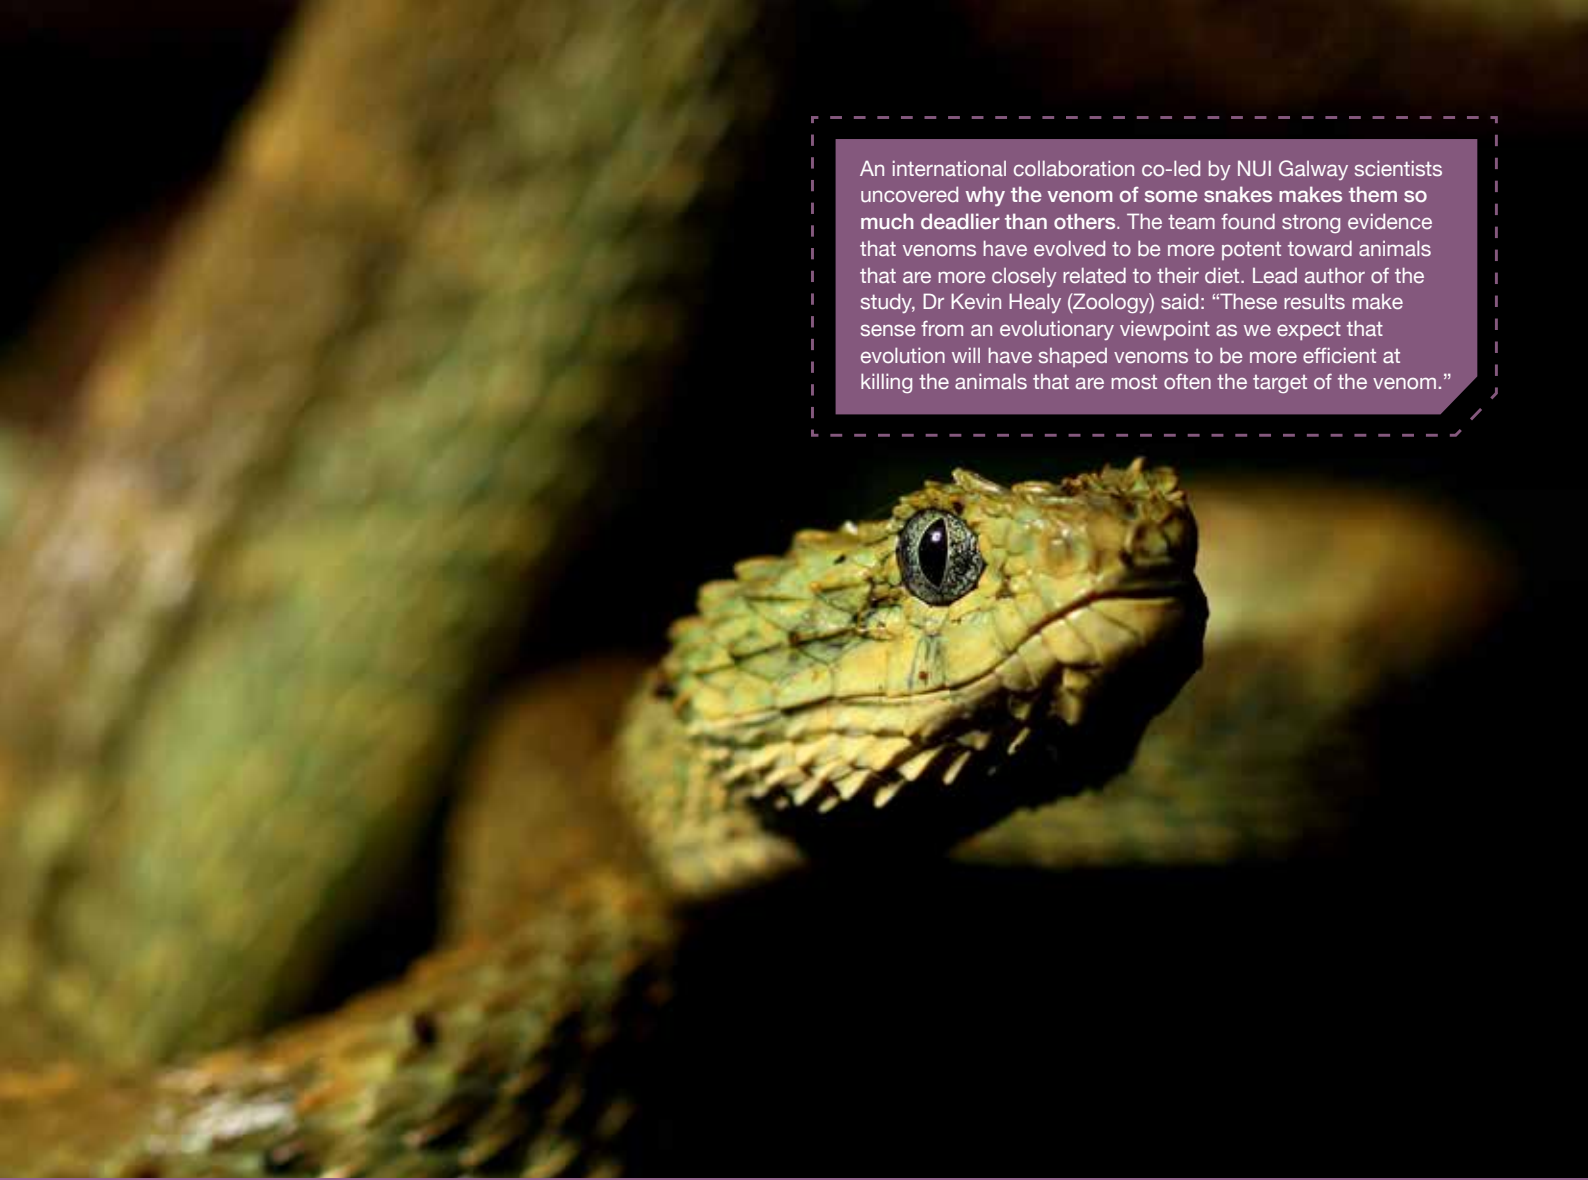 An international collaboration co-led by NUI Galway scientists
uncovered why the venom of some snakes makes them so
much deadlier than others. The team found strong evidence
that venoms have evolved to be more potent toward animals
that are more closely related to their diet. Lead author of the
study, Dr Kevin Healy (Zoology) said: “These results make
sense from an evolutionary viewpoint as we expect that
evolution will have shaped venoms to be more efficient at
killing the animals that are most often the target of the venom.”